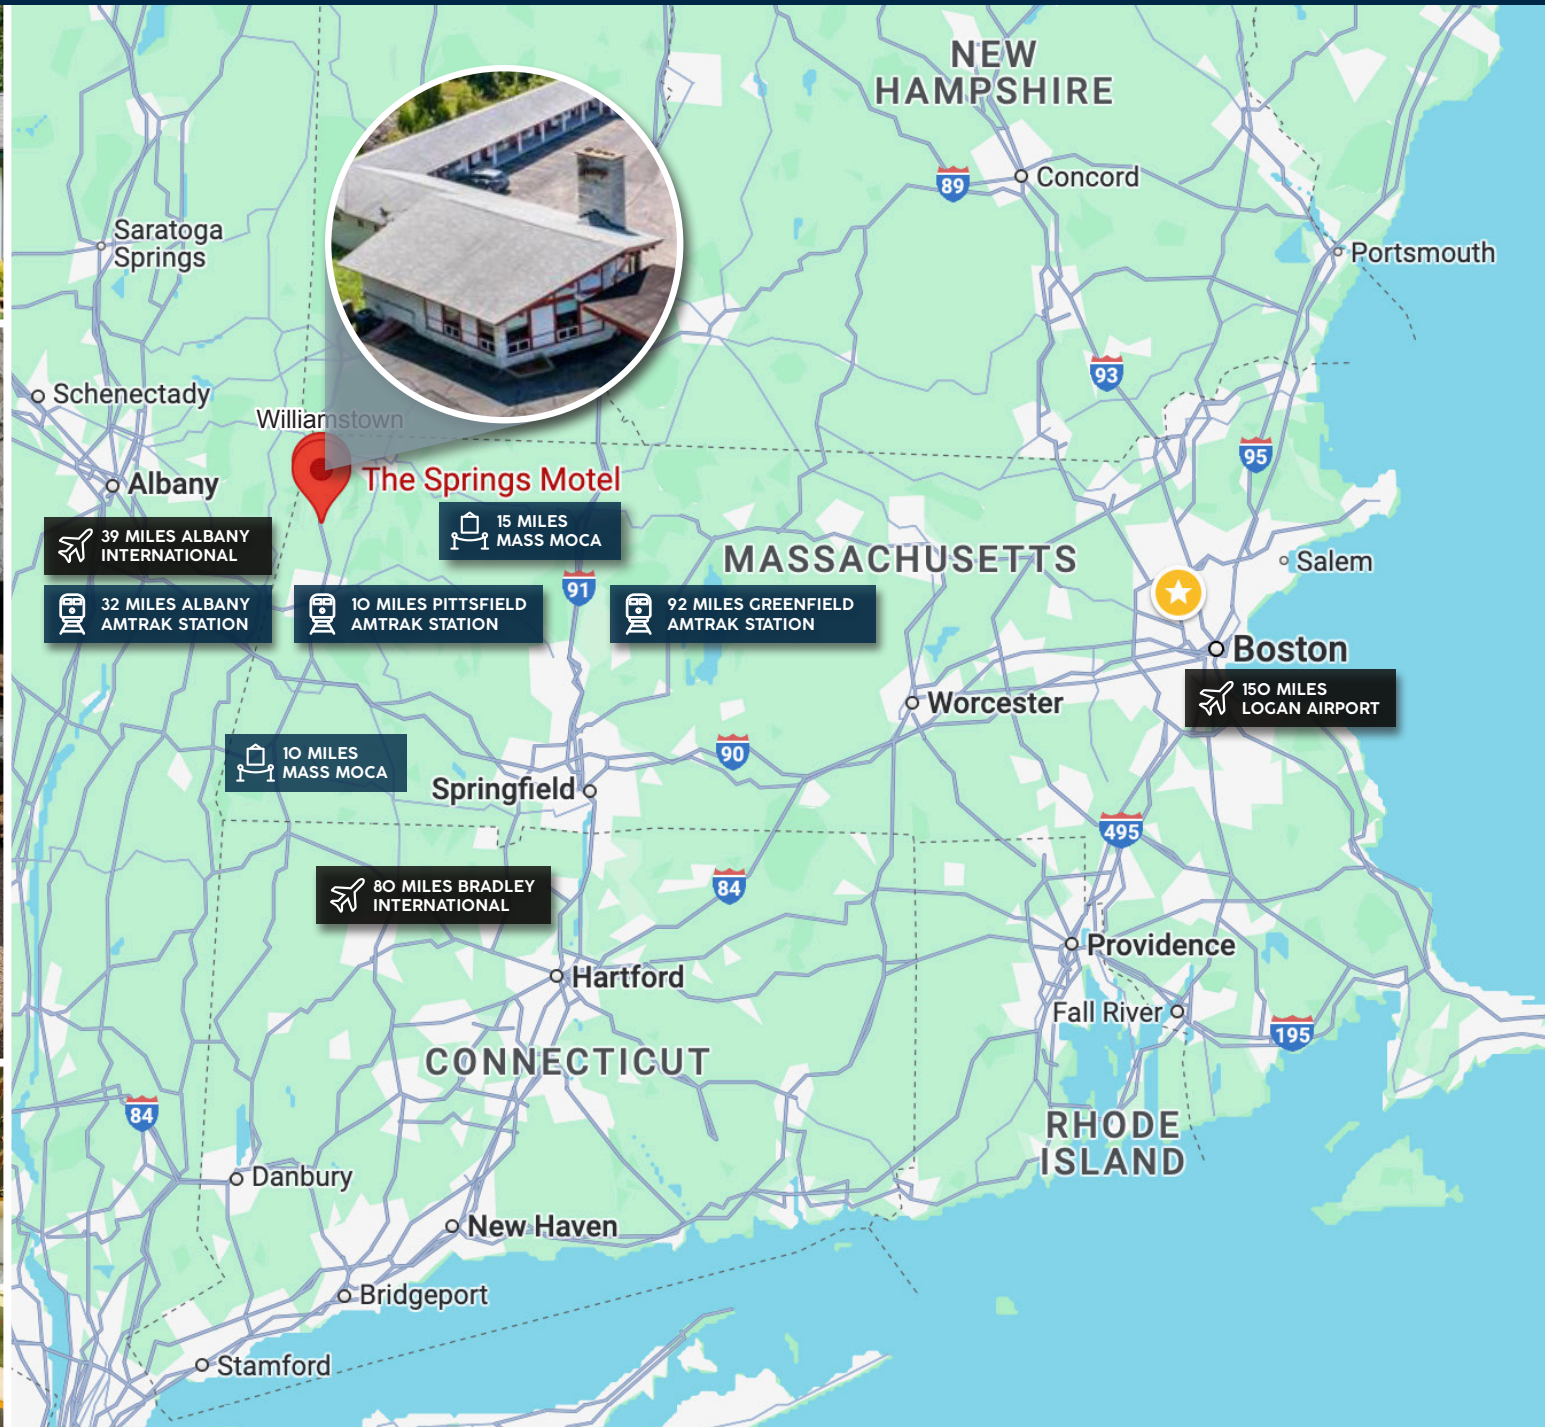 NEW
HAMPSHIRE
89
Concord
Saratoga
Springs
Portsmouth
93
Schenectady
Williamstown
95
Albany
The Springs Motel
39 MILES ALBANY
INTERNATIONAL
15 MILES
MASS MOCA
MASSACHUSETTS
Salem
91
32 MILES ALBANY
AMTRAK STATION
10 MILES PITTSFIELD
AMTRAK STATION
92 MILES GREENFIELD
AMTRAK STATION
Boston
150 MILES
LOGAN AIRPORT
Worcester
90
10 MILES
MASS MOCA
Springfield
495
84
80 MILES BRADLEY
INTERNATIONAL
Providence
Hartford
Fall River
195
CONNECTICUT
84
RHODE
ISLAND
Danbury
New Haven
Bridgeport
Stamford